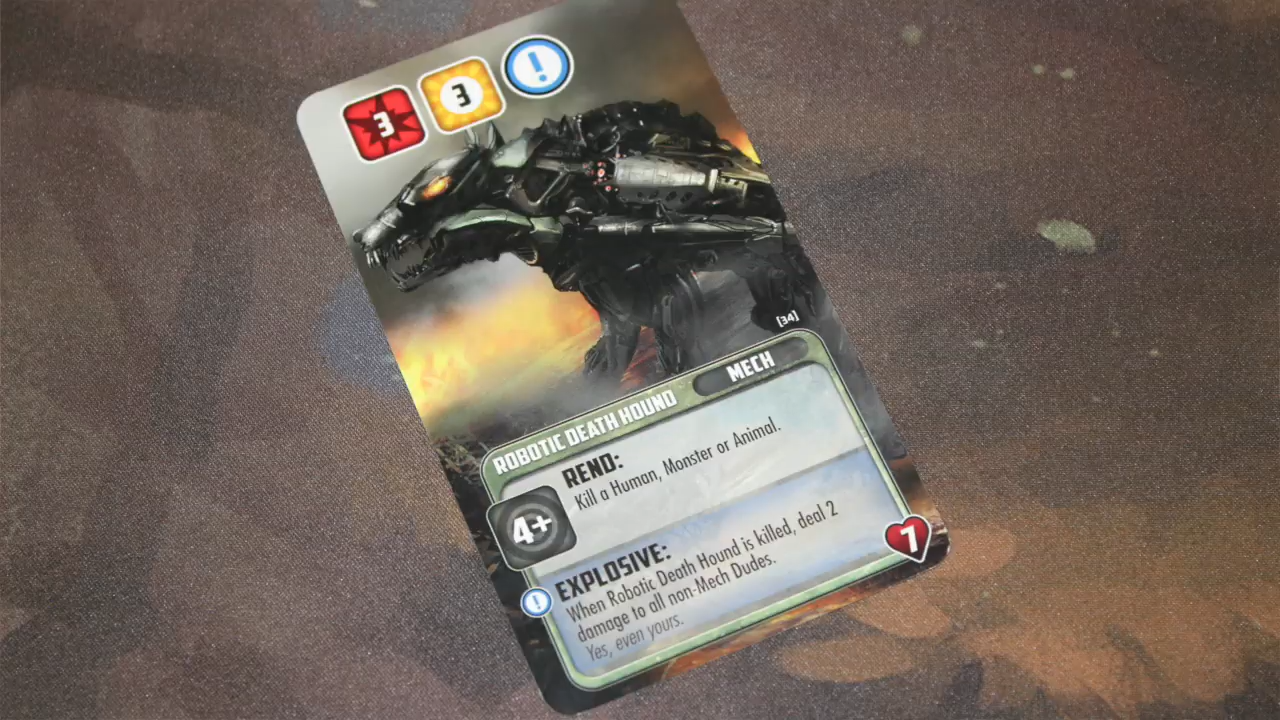 3
3
!
[34]
MECH
ROBOTIC DEATH HOUND
REND:
Kill a Human, Monster or Animal.
4+
EXPLOSIVE:
!
When Robotic Death Hound is killed, deal 2
damage to all non-Mech Dudes.
Yes, even yours.
7